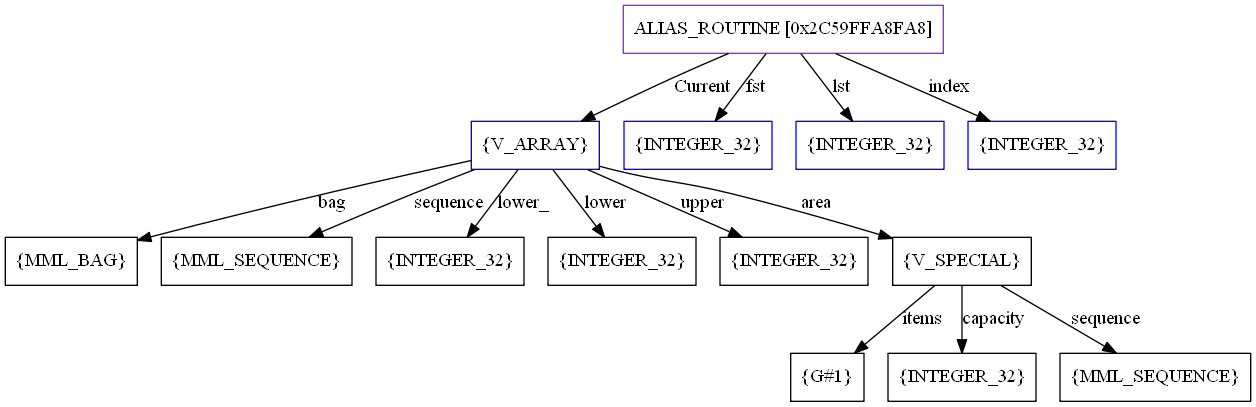 ALIAS_ROUTINE [0x2C59FFA8FA8]
Current fst lst index
{V_ARRAY} {INTEGER_32} {INTEGER_32} {INTEGER_32}
bag sequence lower_ lower upper area
{MML_BAG} {MML_SEQUENCE} {INTEGER_32} {INTEGER_32} {INTEGER_32} {V_SPECIAL}
items capacity sequence
{G#1} {INTEGER_32} {MML_SEQUENCE}